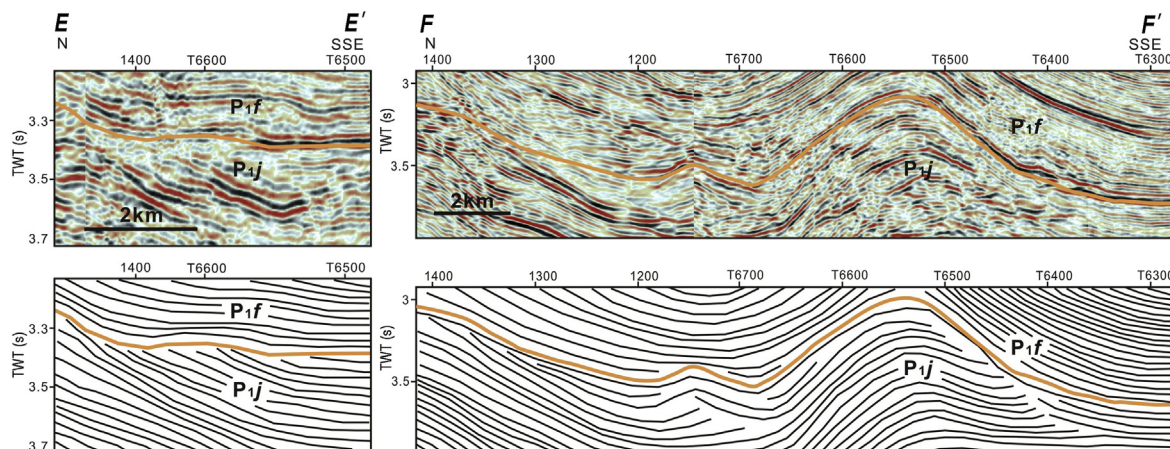 E E′
N SSE
1400 T6600 T6500
3.3
3.5
3.7
TWT (s)
P₁f
P₁j
2km
F F′
N SSE
1400 1300 1200 T6700 T6600 T6500 T6400 T6300
3
3.5
TWT (s)
P₁f
P₁j
2km
1400 T6600 T6500
3.3
3.5
3.7
TWT (s)
P₁f
P₁j
1400 1300 1200 T6700 T6600 T6500 T6400 T6300
3
3.5
TWT (s)
P₁f
P₁j